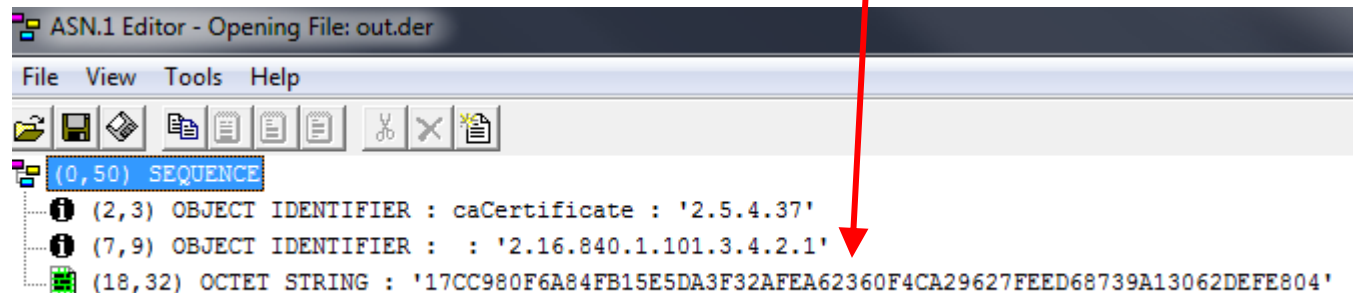 ASN.1 Editor - Opening File: out.der
File View Tools Help
(0,50) SEQUENCE
(2,3) OBJECT IDENTIFIER : caCertificate : '2.5.4.37'
(7,9) OBJECT IDENTIFIER : : '2.16.840.1.101.3.4.2.1'
(18,32) OCTET STRING : '17CC980F6A84FB15E5DA3F32AFEA62360F4CA29627FEED68739A13062DEFE804'